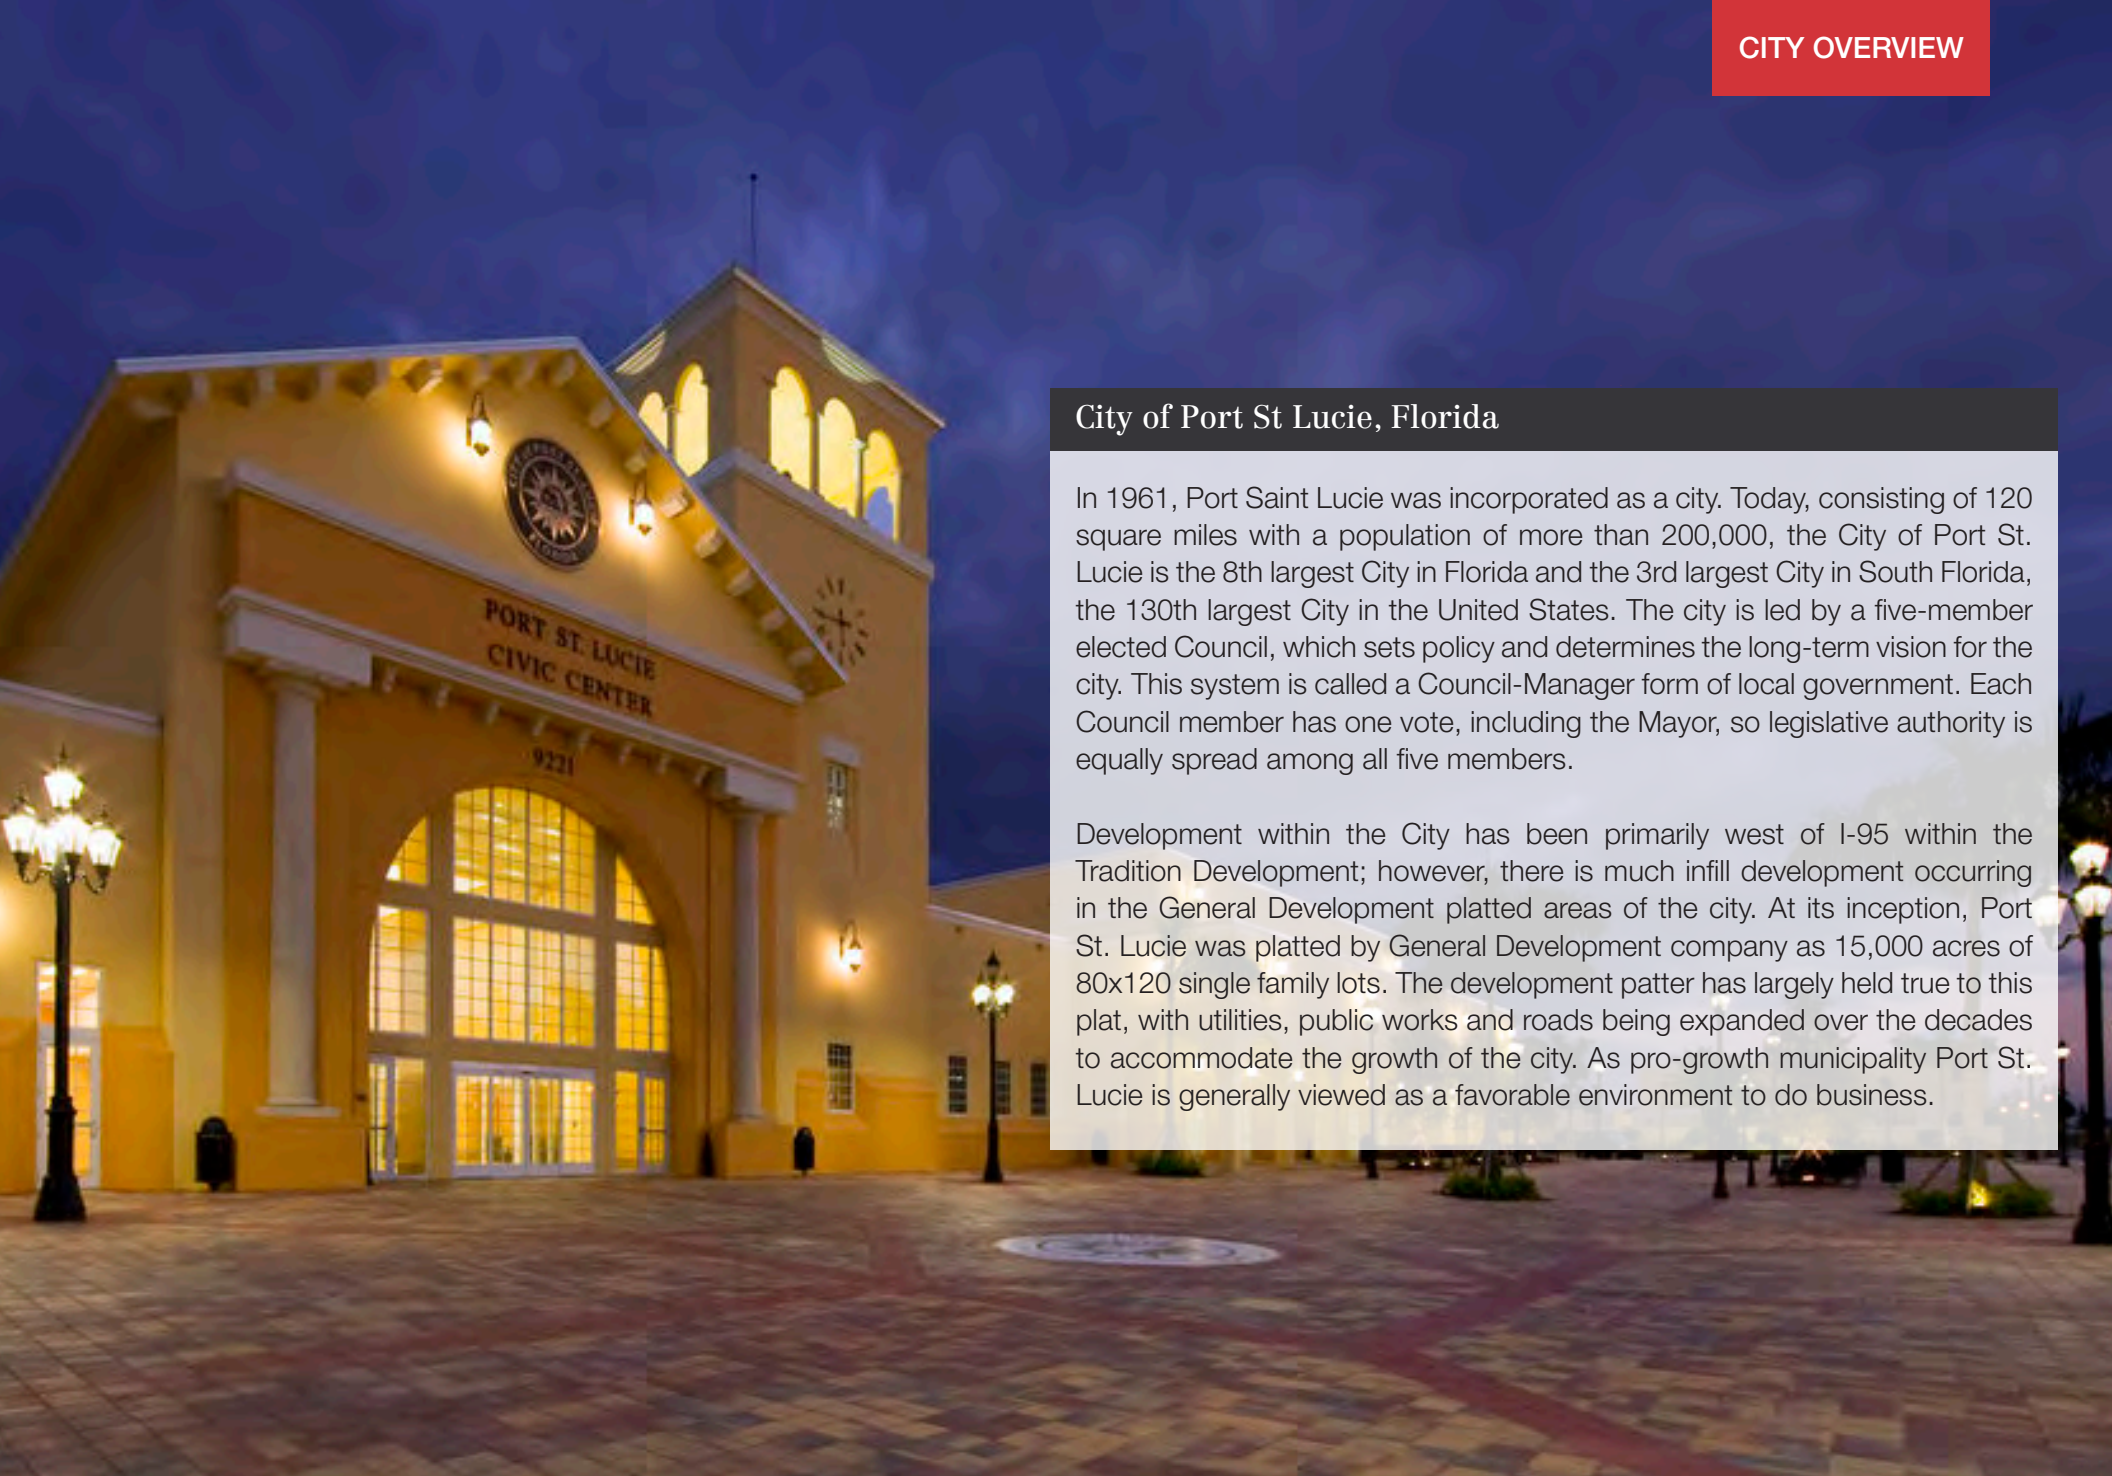 CITY OVERVIEW
City of Port St Lucie, Florida
In 1961, Port Saint Lucie was incorporated as a city. Today, consisting of 120
square miles with a population of more than 200,000, the City of Port St.
Lucie is the 8th largest City in Florida and the 3rd largest City in South Florida,
the 130th largest City in the United States. The city is led by a five-member
elected Council, which sets policy and determines the long-term vision for the
city. This system is called a Council-Manager form of local government. Each
Council member has one vote, including the Mayor, so legislative authority is
equally spread among all five members.
Development within the City has been primarily west of I-95 within the
Tradition Development; however, there is much infill development occurring
in the General Development platted areas of the city. At its inception, Port
St. Lucie was platted by General Development company as 15,000 acres of
80x120 single family lots. The development patter has largely held true to this
plat, with utilities, public works and roads being expanded over the decades
to accommodate the growth of the city. As pro-growth municipality Port St.
Lucie is generally viewed as a favorable environment to do business.
PORT ST. LUCIE
CIVIC CENTER
9221
FLORIDA